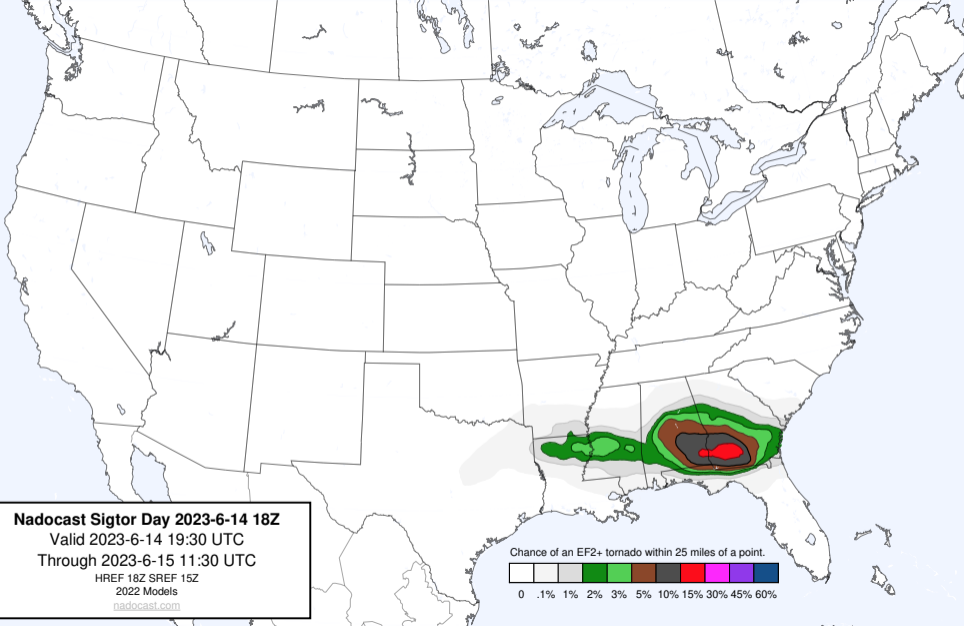 Nadocast Sigtor Day 2023-6-14 18Z
Valid 2023-6-14 19:30 UTC
Through 2023-6-15 11:30 UTC
HREF 18Z SREF 15Z
2022 Models
nadocast.com
Chance of an EF2+ tornado within 25 miles of a point.
0 .1% 1% 2% 3% 5% 10% 15% 30% 45% 60%